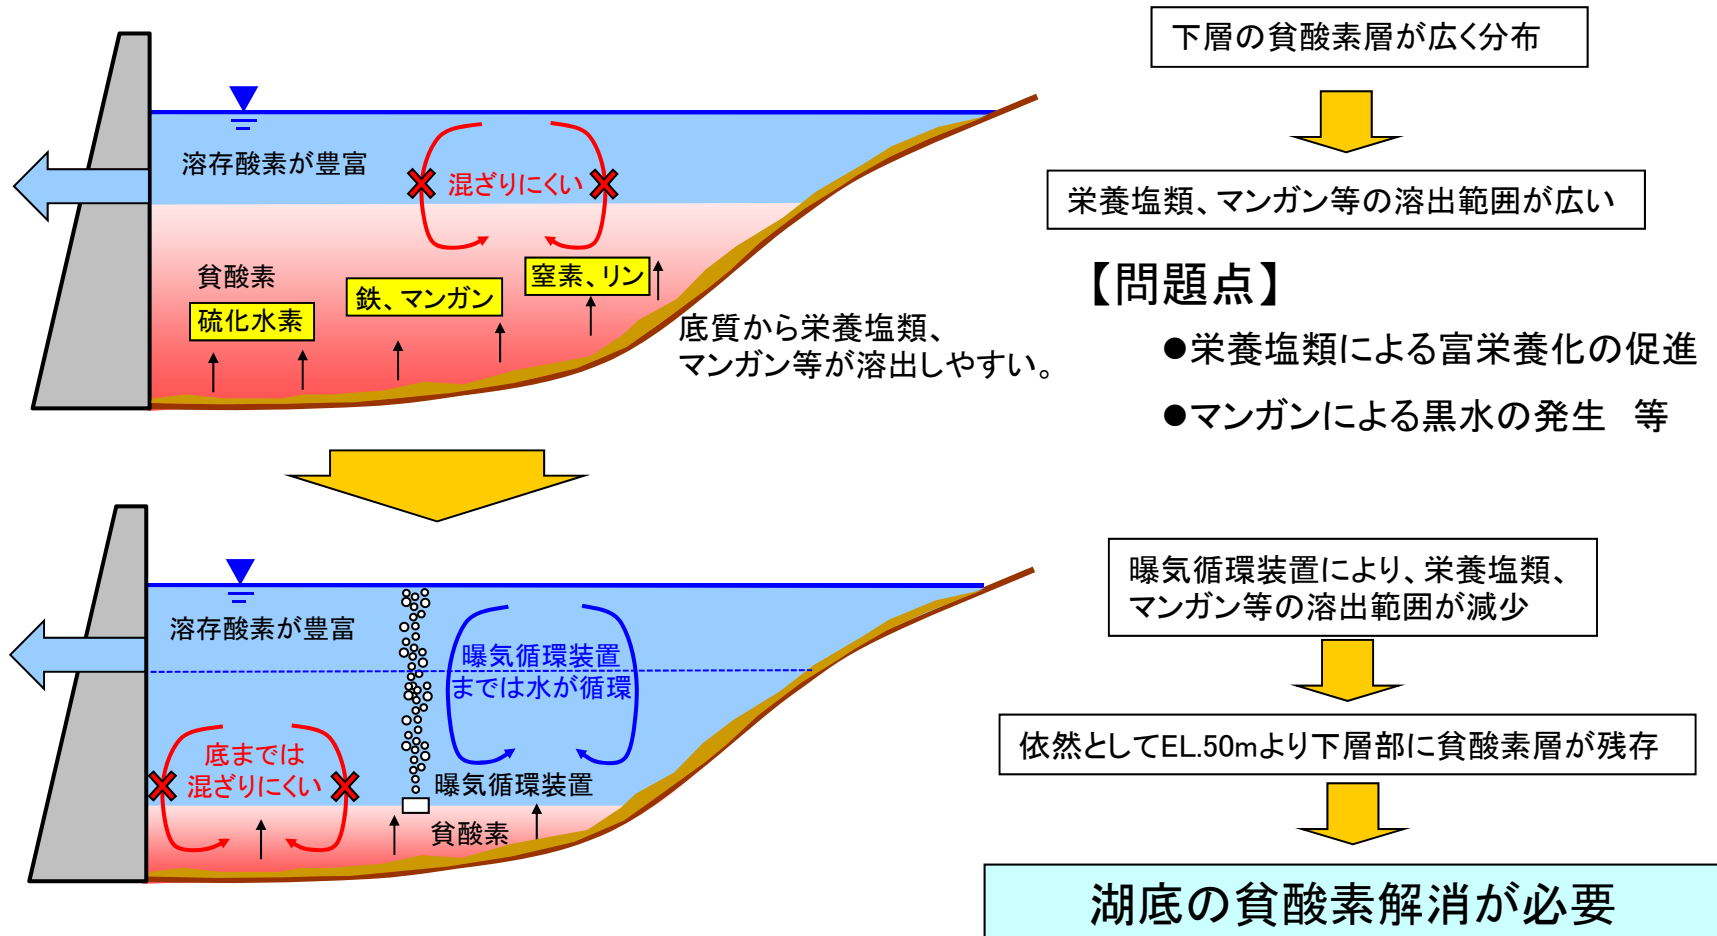 下層の貧酸素層が広く分布
溶存酸素が豊富
混ざりにくい
栄養塩類、マンガン等の溶出範囲が広い
貧酸素
硫化水素
鉄、マンガン
窒素、リン
底質から栄養塩類、
マンガン等が溶出しやすい。
【問題点】
●栄養塩類による富栄養化の促進
●マンガンによる黒水の発生　等
溶存酸素が豊富
曝気循環装置
までは水が循環
底までは
混ざりにくい
曝気循環装置
貧酸素
曝気循環装置により、栄養塩類、
マンガン等の溶出範囲が減少
依然としてEL.50mより下層部に貧酸素層が残存
湖底の貧酸素解消が必要